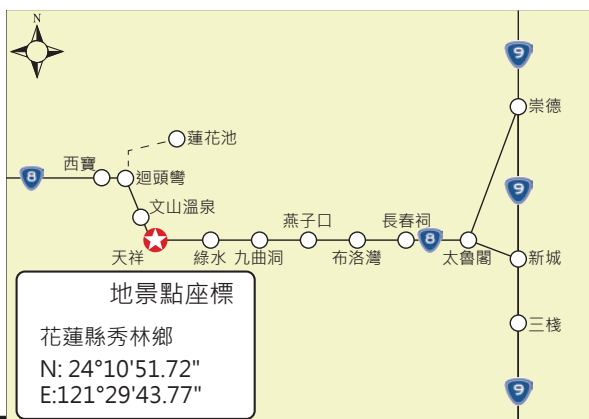 N
9
崇德
蓮花池
西寶
8
迴頭彎
9
文山溫泉
燕子口
長春祠
天祥
綠水
九曲洞
布洛灣
8
太魯閣
新城
地景點座標
花蓮縣秀林鄉
N: 24°10'51.72"
E:121°29'43.77"
三棧
9